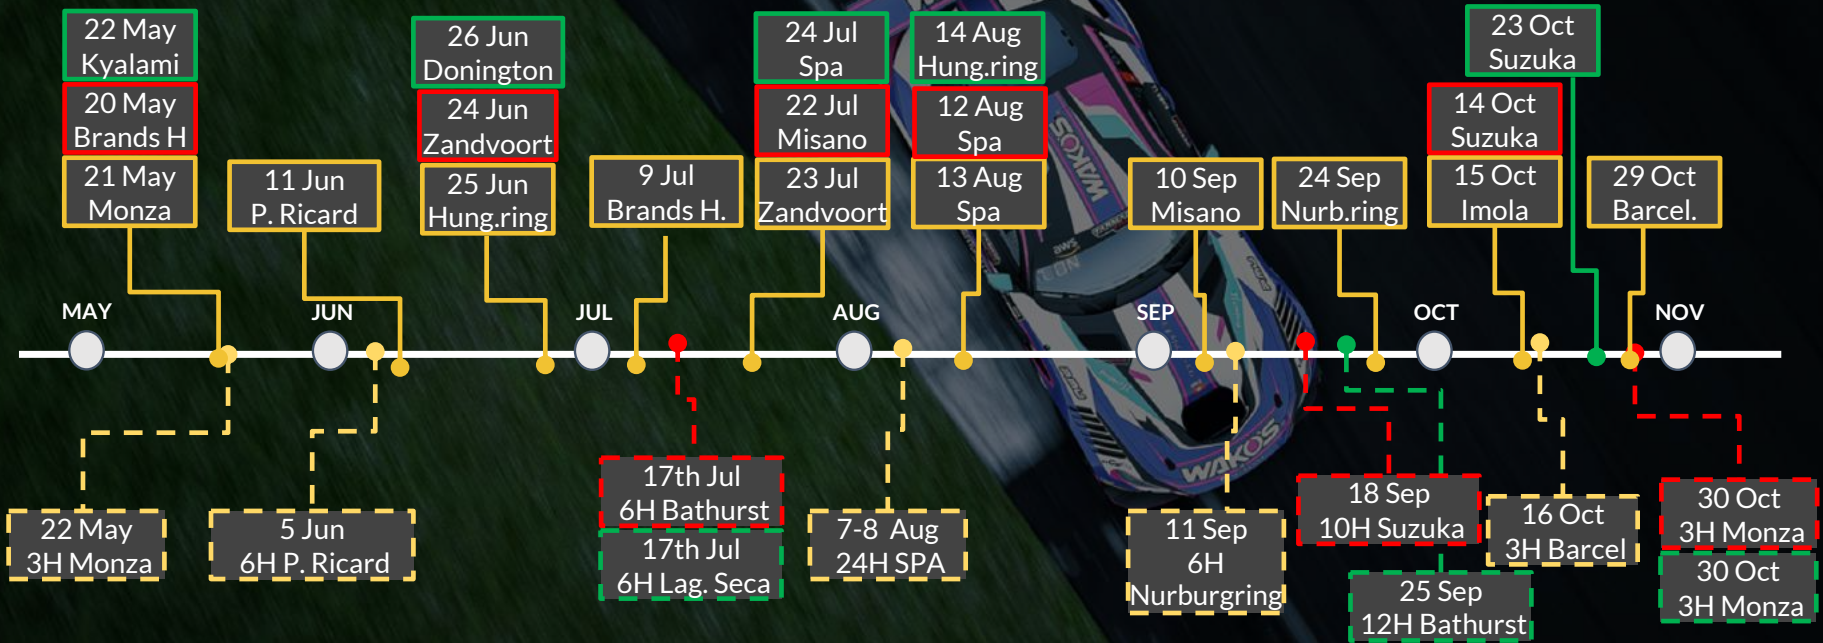 22 May
Kyalami
20 May
Brands H
21 May
Monza
11 Jun
P. Ricard
26 Jun
Donington
24 Jun
Zandvoort
25 Jun
Hung.ring
9 Jul
Brands H.
24 Jul
Spa
22 Jul
Misano
23 Jul
Zandvoort
14 Aug
Hung.ring
12 Aug
Spa
13 Aug
Spa
10 Sep
Misano
24 Sep
Nurb.ring
23 Oct
Suzuka
14 Oct
Suzuka
15 Oct
Imola
29 Oct
Barcel.
MAY
JUN
JUL
AUG
SEP
OCT
NOV
22 May
3H Monza
5 Jun
6H P. Ricard
17th Jul
6H Bathurst
17th Jul
6H Lag. Seca
7-8 Aug
24H SPA
11 Sep
6H
Nurburgring
18 Sep
10H Suzuka
25 Sep
12H Bathurst
16 Oct
3H Barcel
30 Oct
3H Monza
30 Oct
3H Monza
WAKO'S
WAKO'S